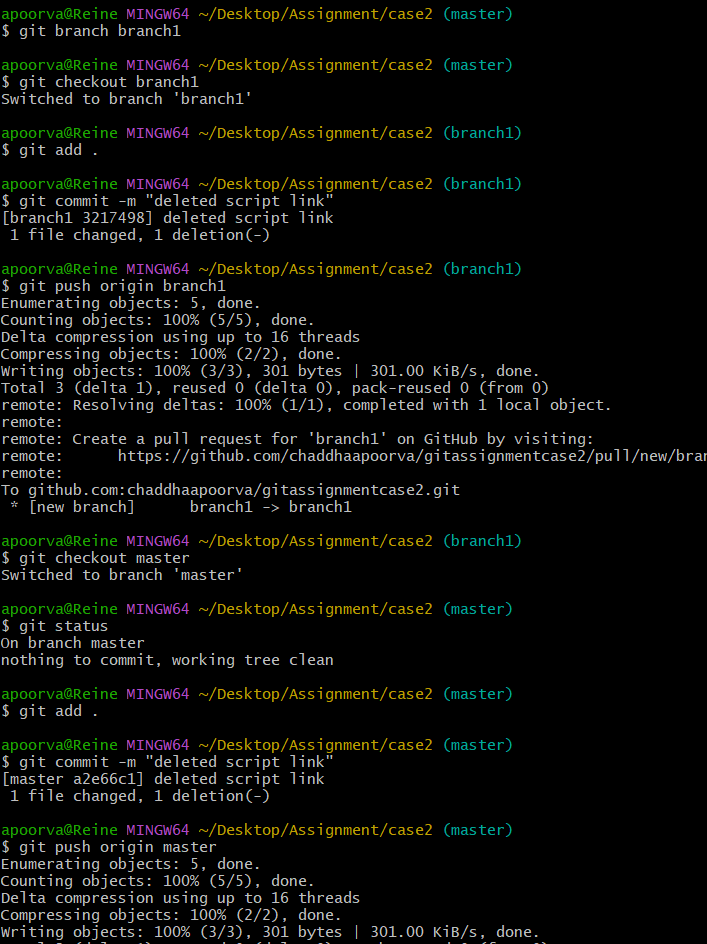 apoorva@Reine MINGW64 ~/Desktop/Assignment/case2 (master)
$ git branch branch1
apoorva@Reine MINGW64 ~/Desktop/Assignment/case2 (master)
$ git checkout branch1
Switched to branch 'branch1'
apoorva@Reine MINGW64 ~/Desktop/Assignment/case2 (branch1)
$ git add .
apoorva@Reine MINGW64 ~/Desktop/Assignment/case2 (branch1)
$ git commit -m "deleted script link"
[branch1 3217498] deleted script link
 1 file changed, 1 deletion(-)
apoorva@Reine MINGW64 ~/Desktop/Assignment/case2 (branch1)
$ git push origin branch1
Enumerating objects: 5, done.
Counting objects: 100% (5/5), done.
Delta compression using up to 16 threads
Compressing objects: 100% (2/2), done.
Writing objects: 100% (3/3), 301 bytes | 301.00 KiB/s, done.
Total 3 (delta 1), reused 0 (delta 0), pack-reused 0 (from 0)
remote: Resolving deltas: 100% (1/1), completed with 1 local object.
remote:
remote: Create a pull request for 'branch1' on GitHub by visiting:
remote:      https://github.com/chaddhaapoorva/gitassignmentcase2/pull/new/bran
remote:
To github.com:chaddhaapoorva/gitassignmentcase2.git
 * [new branch]      branch1 -> branch1
apoorva@Reine MINGW64 ~/Desktop/Assignment/case2 (branch1)
$ git checkout master
Switched to branch 'master'
apoorva@Reine MINGW64 ~/Desktop/Assignment/case2 (master)
$ git status
On branch master
nothing to commit, working tree clean
apoorva@Reine MINGW64 ~/Desktop/Assignment/case2 (master)
$ git add .
apoorva@Reine MINGW64 ~/Desktop/Assignment/case2 (master)
$ git commit -m "deleted script link"
[master a2e66c1] deleted script link
 1 file changed, 1 deletion(-)
apoorva@Reine MINGW64 ~/Desktop/Assignment/case2 (master)
$ git push origin master
Enumerating objects: 5, done.
Counting objects: 100% (5/5), done.
Delta compression using up to 16 threads
Compressing objects: 100% (2/2), done.
Writing objects: 100% (3/3), 301 bytes | 301.00 KiB/s, done.